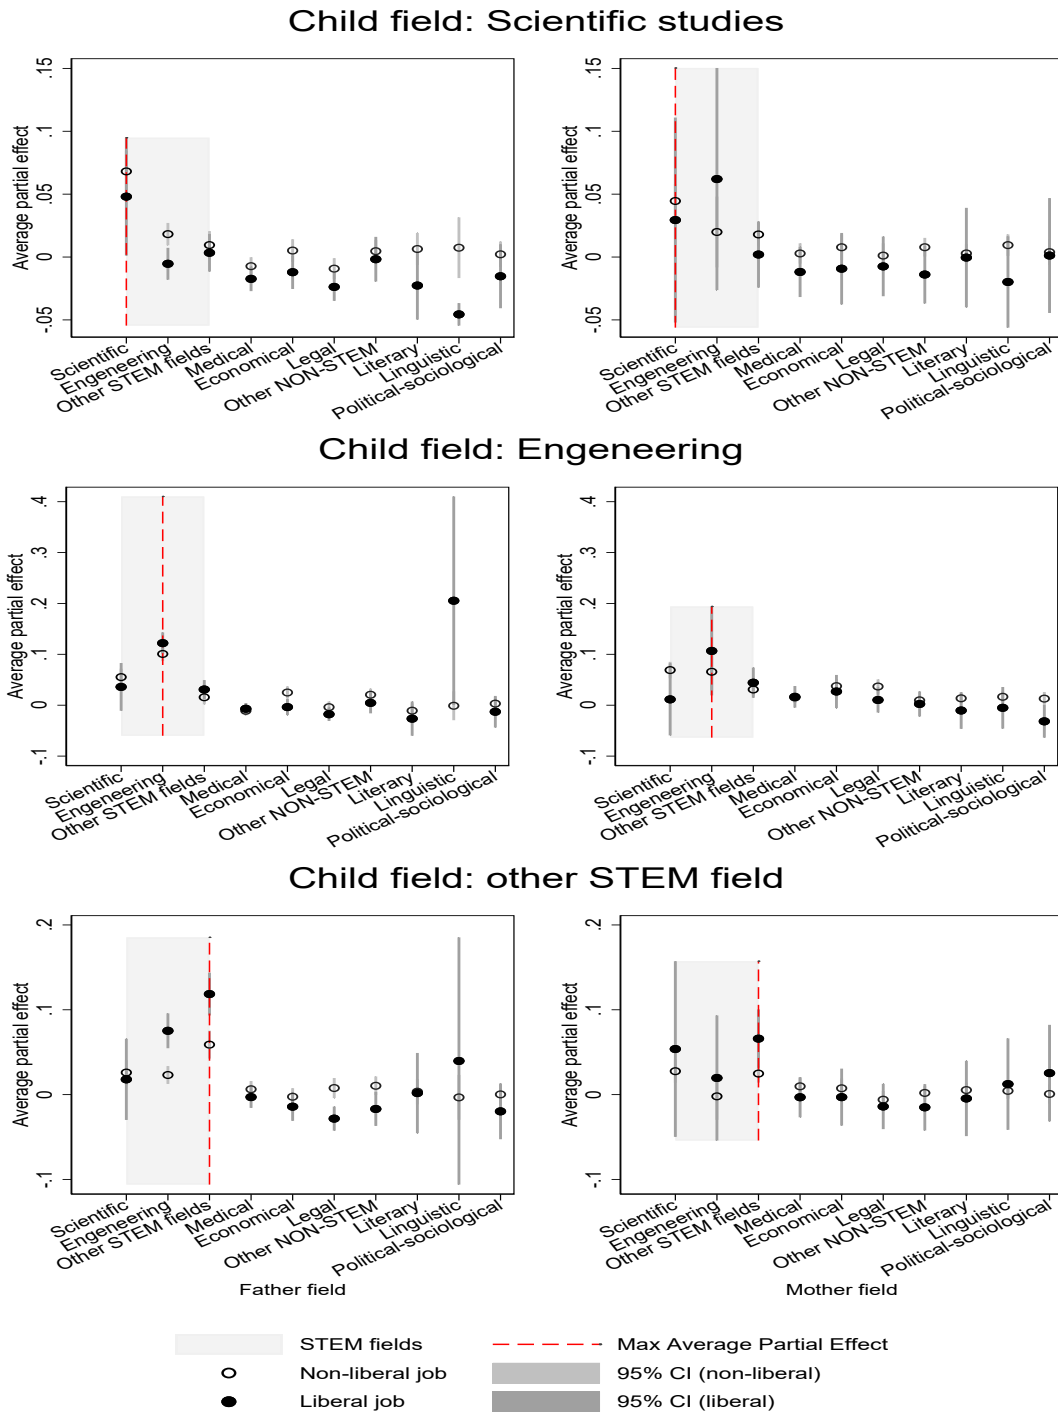 Child field: Scientific studies
Average partial effect
.15
.1
.05
0
-.05
Scientific
Engeneering
Other STEM fields
Medical
Economical
Legal
Other NON-STEM
Literary
Linguistic
Political-sociological
Average partial effect
.15
.1
.05
0
-.05
Scientific
Engeneering
Other STEM fields
Medical
Economical
Legal
Other NON-STEM
Literary
Linguistic
Political-sociological
Child field: Engeneering
Average partial effect
.4
.3
.2
.1
0
-.1
Scientific
Engeneering
Other STEM fields
Medical
Economical
Legal
Other NON-STEM
Literary
Linguistic
Political-sociological
Average partial effect
.4
.3
.2
.1
0
-.1
Scientific
Engeneering
Other STEM fields
Medical
Economical
Legal
Other NON-STEM
Literary
Linguistic
Political-sociological
Child field: other STEM field
Average partial effect
.2
.1
0
-.1
Scientific
Engeneering
Other STEM fields
Medical
Economical
Legal
Other NON-STEM
Literary
Linguistic
Political-sociological
Father field
Average partial effect
.2
.1
0
-.1
Scientific
Engeneering
Other STEM fields
Medical
Economical
Legal
Other NON-STEM
Literary
Linguistic
Political-sociological
Mother field
STEM fields
Max Average Partial Effect
Non-liberal job
95% CI (non-liberal)
Liberal job
95% CI (liberal)